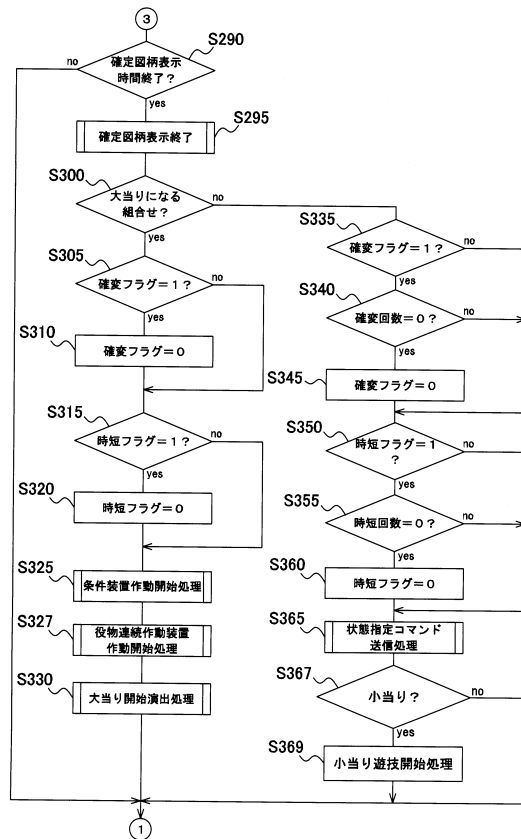 3
S290
確定図柄表示
時間終了？
no
yes
S295
確定図柄表示終了
S300
大当りになる
組合せ？
no
yes
S305
確変フラグ＝1？
no
yes
S310
確変フラグ＝0
S315
時短フラグ＝1？
no
yes
S320
時短フラグ＝0
S325
条件装置作動開始処理
S327
役物連続作動装置
作動開始処理
S330
大当り開始演出処理
S335
確変フラグ＝1？
no
yes
S340
確変回数＝0？
no
yes
S345
確変フラグ＝0
S350
時短フラグ＝1
？
no
yes
S355
時短回数＝0？
no
yes
S360
時短フラグ＝0
S365
状態指定コマンド
送信処理
S367
小当り？
no
yes
S369
小当り遊技開始処理
1